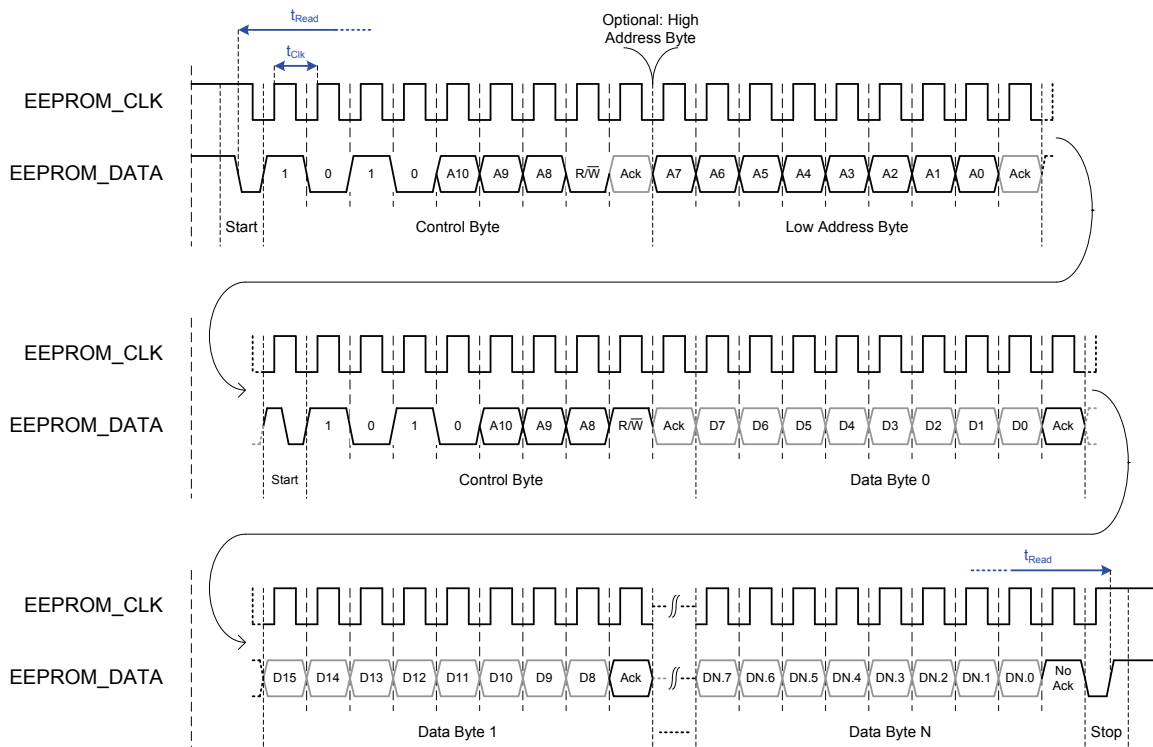 tRead
Optional: High
Address Byte
tClk
EEPROM_CLK
EEPROM_DATA 1 0 1 0 A10 A9 A8 R/W̅ Ack A7 A6 A5 A4 A3 A2 A1 A0 Ack
Start Control Byte Low Address Byte
EEPROM_CLK
EEPROM_DATA 1 0 1 0 A10 A9 A8 R/W̅ Ack D7 D6 D5 D4 D3 D2 D1 D0 Ack
Start Control Byte Data Byte 0
tRead
EEPROM_CLK
EEPROM_DATA D15 D14 D13 D12 D11 D10 D9 D8 Ack DN.7 DN.6 DN.5 DN.4 DN.3 DN.2 DN.1 DN.0 No Ack
Data Byte 1 Data Byte N Stop